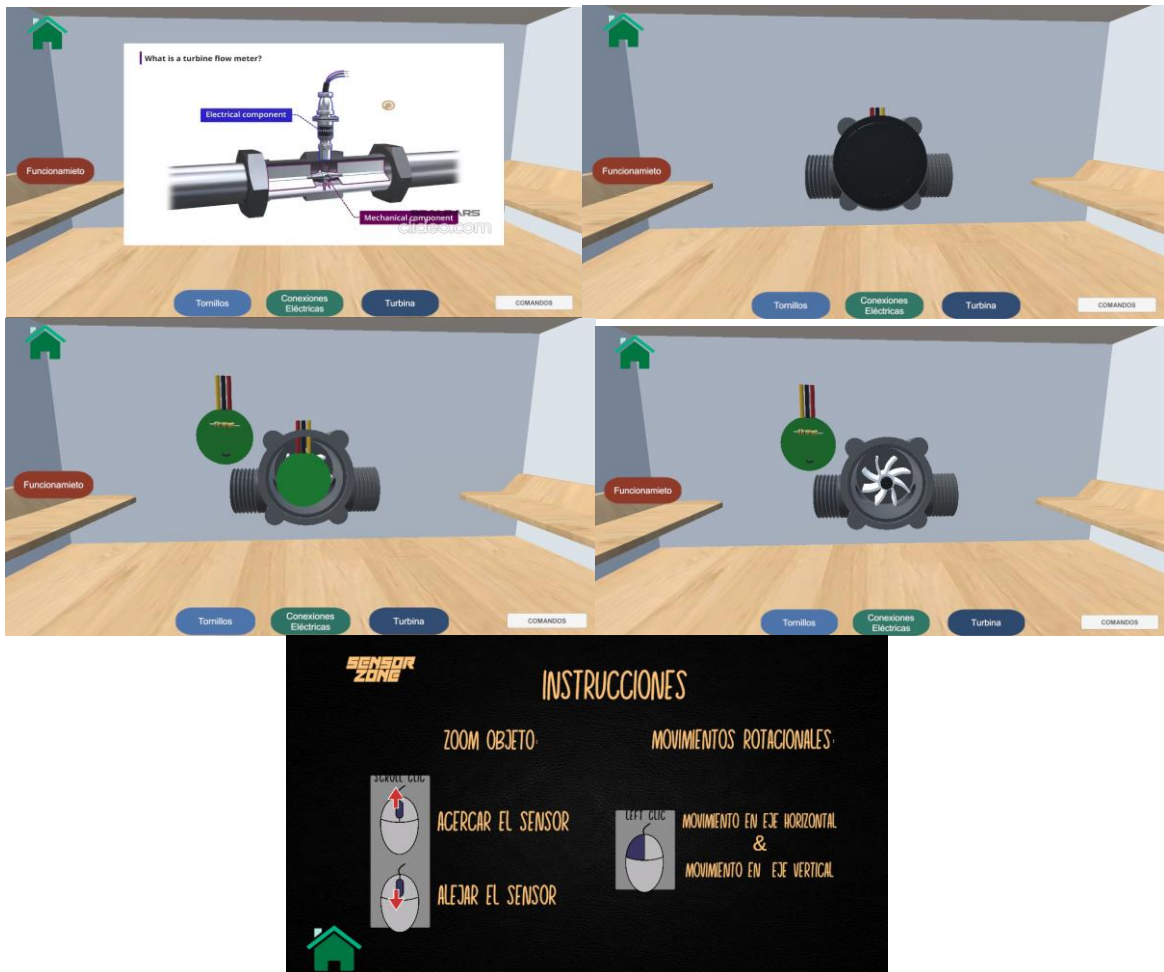 What is a turbine flow meter?
Electrical component
Mechanical component
clideo.com
Funcionamieto
Tornillos
Conexiones
Eléctricas
Turbina
COMANDOS
Funcionamieto
Tornillos
Conexiones
Eléctricas
Turbina
COMANDOS
Funcionamieto
Tornillos
Conexiones
Eléctricas
Turbina
COMANDOS
Funcionamieto
Tornillos
Conexiones
Eléctricas
Turbina
COMANDOS
SENSOR
ZONE
INSTRUCCIONES
ZOOM OBJETO:
MOVIMIENTOS ROTACIONALES:
SCROLL CLIC
ACERCAR EL SENSOR
ALEJAR EL SENSOR
LEFT CLIC
MOVIMIENTO EN EJE HORIZONTAL
&
MOVIMIENTO EN EJE VERTICAL